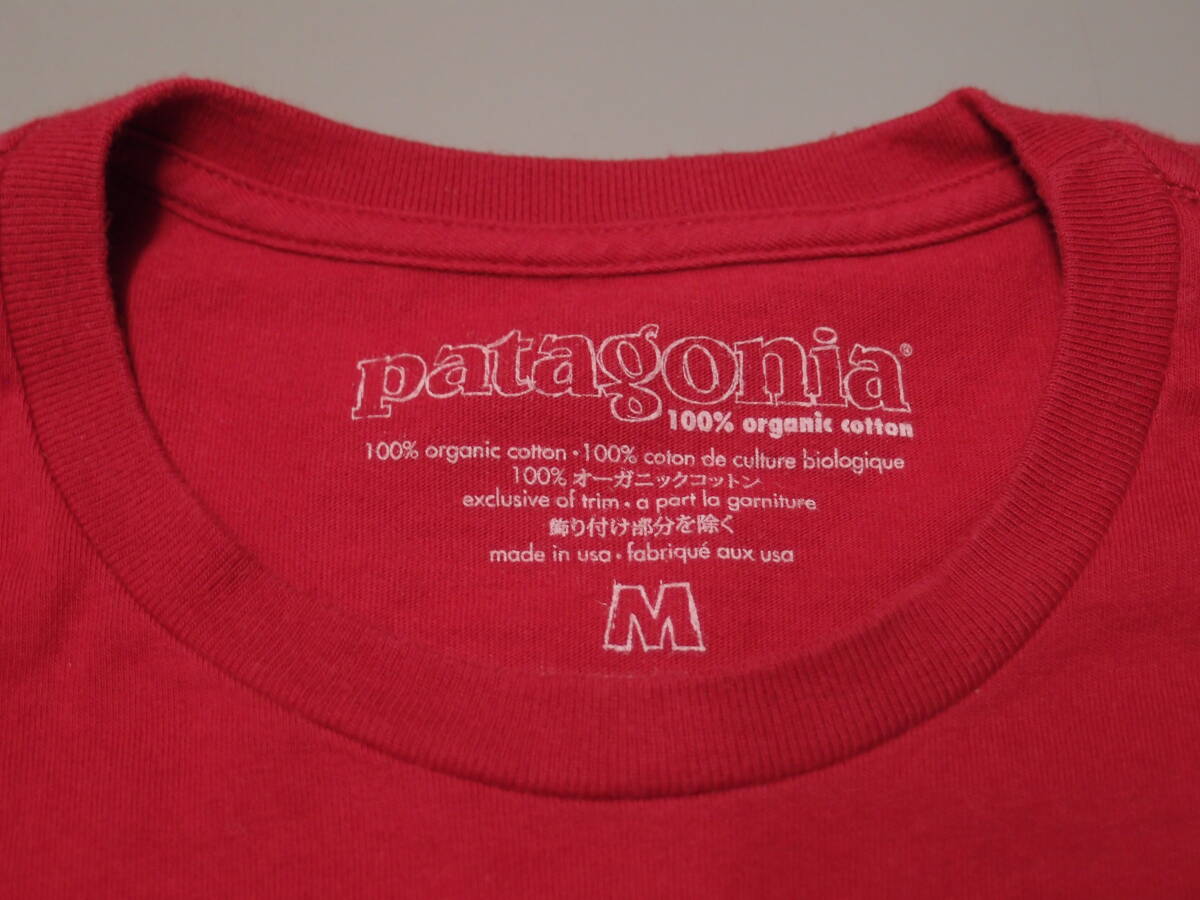 patagonia®
100% organic cotton
100% organic cotton • 100% coton de culture biologique
100% オーガニックコットン
exclusive of trim • a part la garniture
飾り付け部分を除く
made in usa • fabriqué aux usa
M